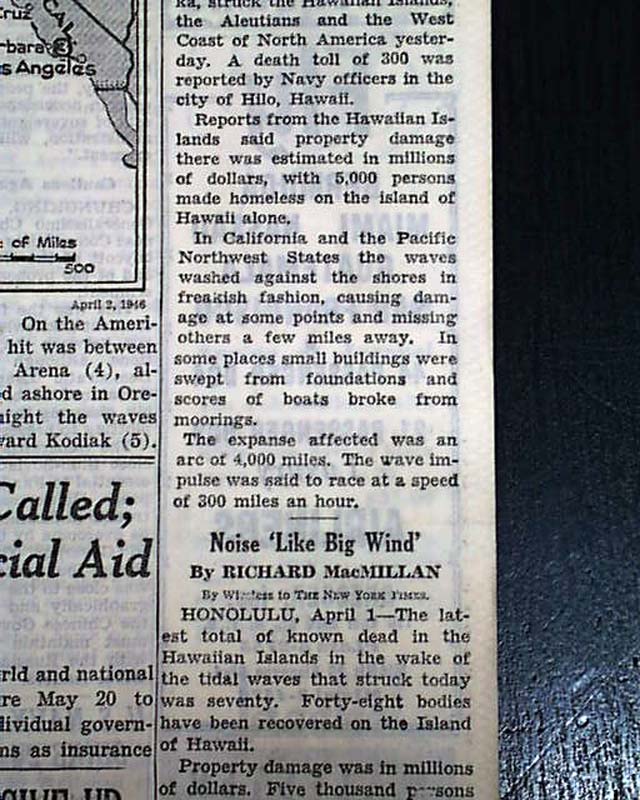 Cruz
CAL
rbara 3
s Angeles
of Miles
500
April 2, 1946
On the Ameri-
hit was between
Arena (4), al-
d ashore in Ore-
night the waves
ward Kodiak (5).
Called;
cial Aid
rld and national
re May 20 to
dividual govern-
ns as insurance
ka, struck the Hawaiian Islands,
the Aleutians and the West
Coast of North America yester-
day. A death toll of 300 was
reported by Navy officers in the
city of Hilo, Hawaii.
Reports from the Hawaiian Is-
lands said property damage
there was estimated in millions
of dollars, with 5,000 persons
made homeless on the island of
Hawaii alone.
In California and the Pacific
Northwest States the waves
washed against the shores in
freakish fashion, causing dam-
age at some points and missing
others a few miles away. In
some places small buildings were
swept from foundations and
scores of boats broke from
moorings.
The expanse affected was an
arc of 4,000 miles. The wave im-
pulse was said to race at a speed
of 300 miles an hour.
Noise 'Like Big Wind'
By RICHARD MacMILLAN
By Wireless to THE NEW YORK TIMES.
HONOLULU, April 1—The lat-
est total of known dead in the
Hawaiian Islands in the wake of
the tidal waves that struck today
was seventy. Forty-eight bodies
have been recovered on the Island
of Hawaii.
Property damage was in millions
of dollars. Five thousand persons